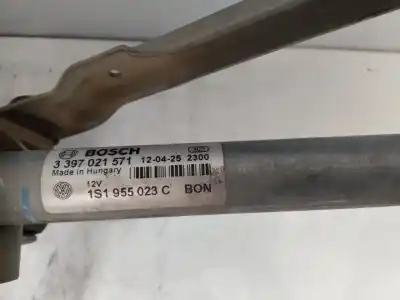 BOSCH
3 397 021 571 12-04-25 2300
Made in Hungary
12V
1S1 955 023 C BON